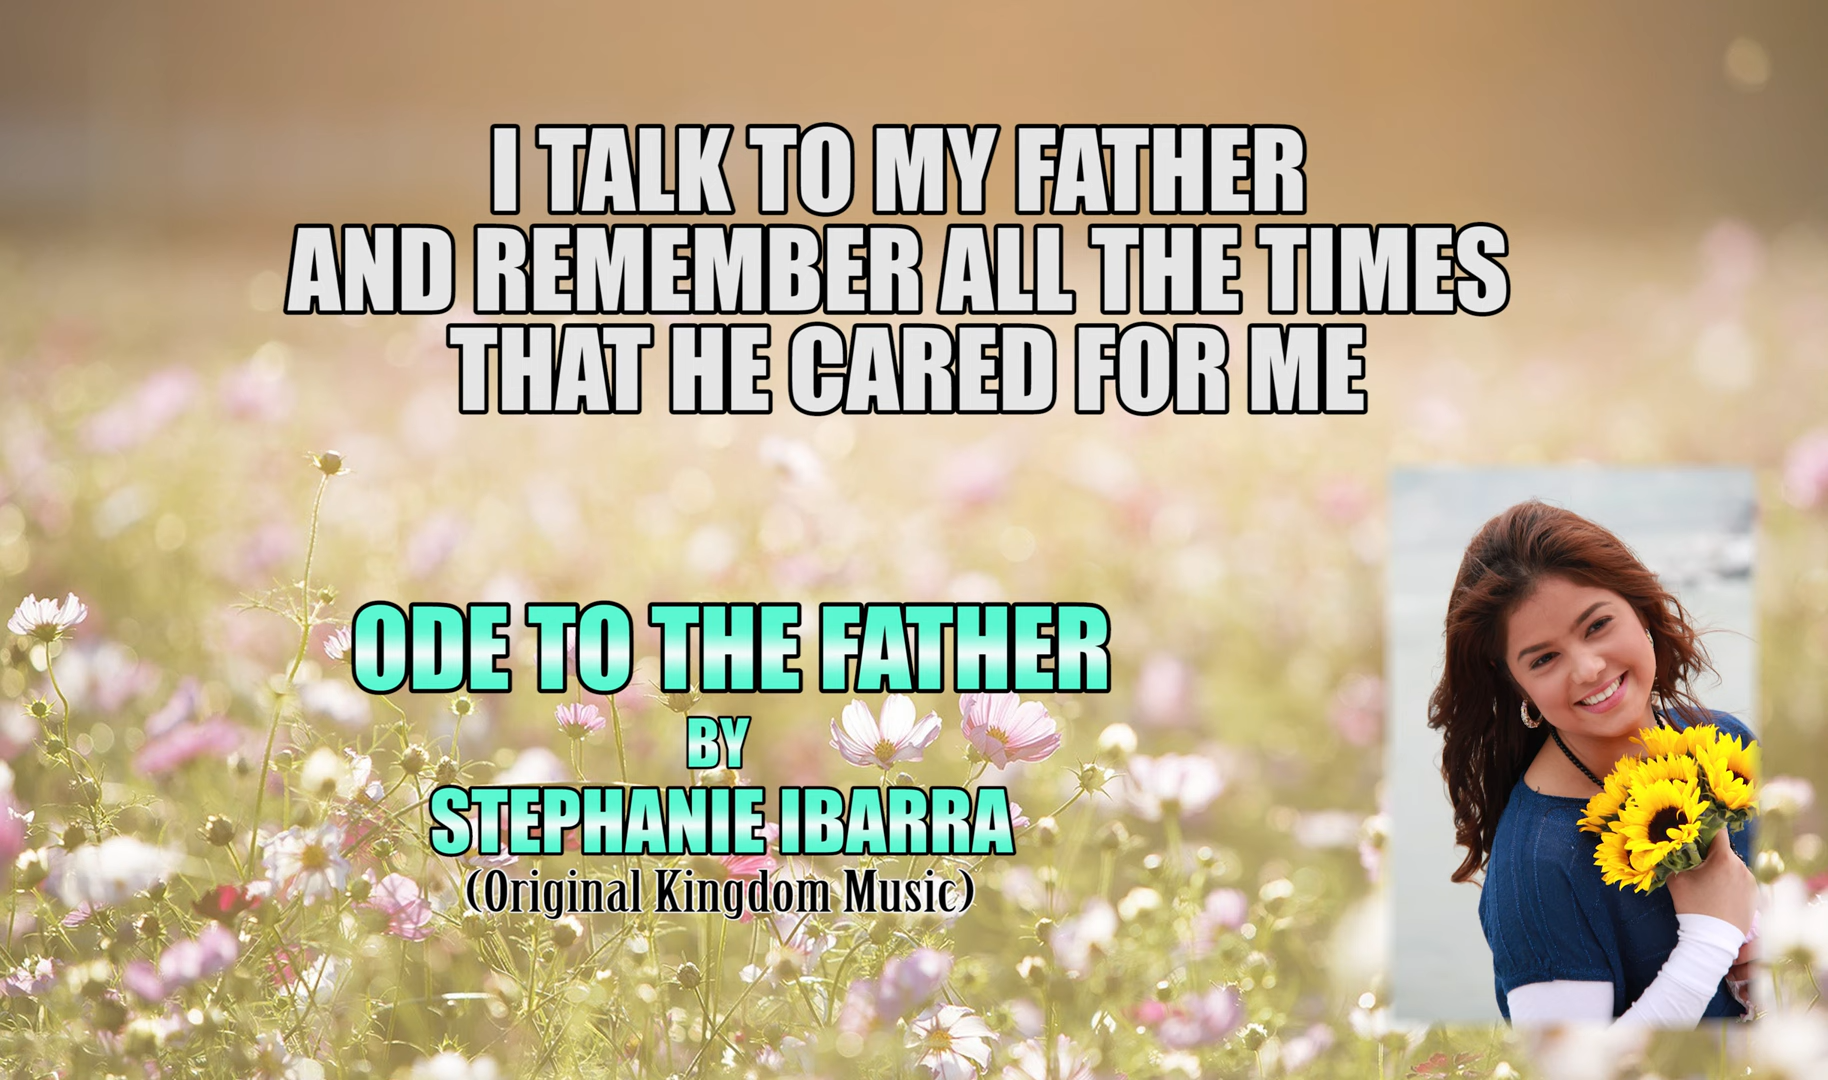 I TALK TO MY FATHER
AND REMEMBER ALL THE TIMES
THAT HE CARED FOR ME
ODE TO THE FATHER
BY
STEPHANIE IBARRA
(Original Kingdom Music)